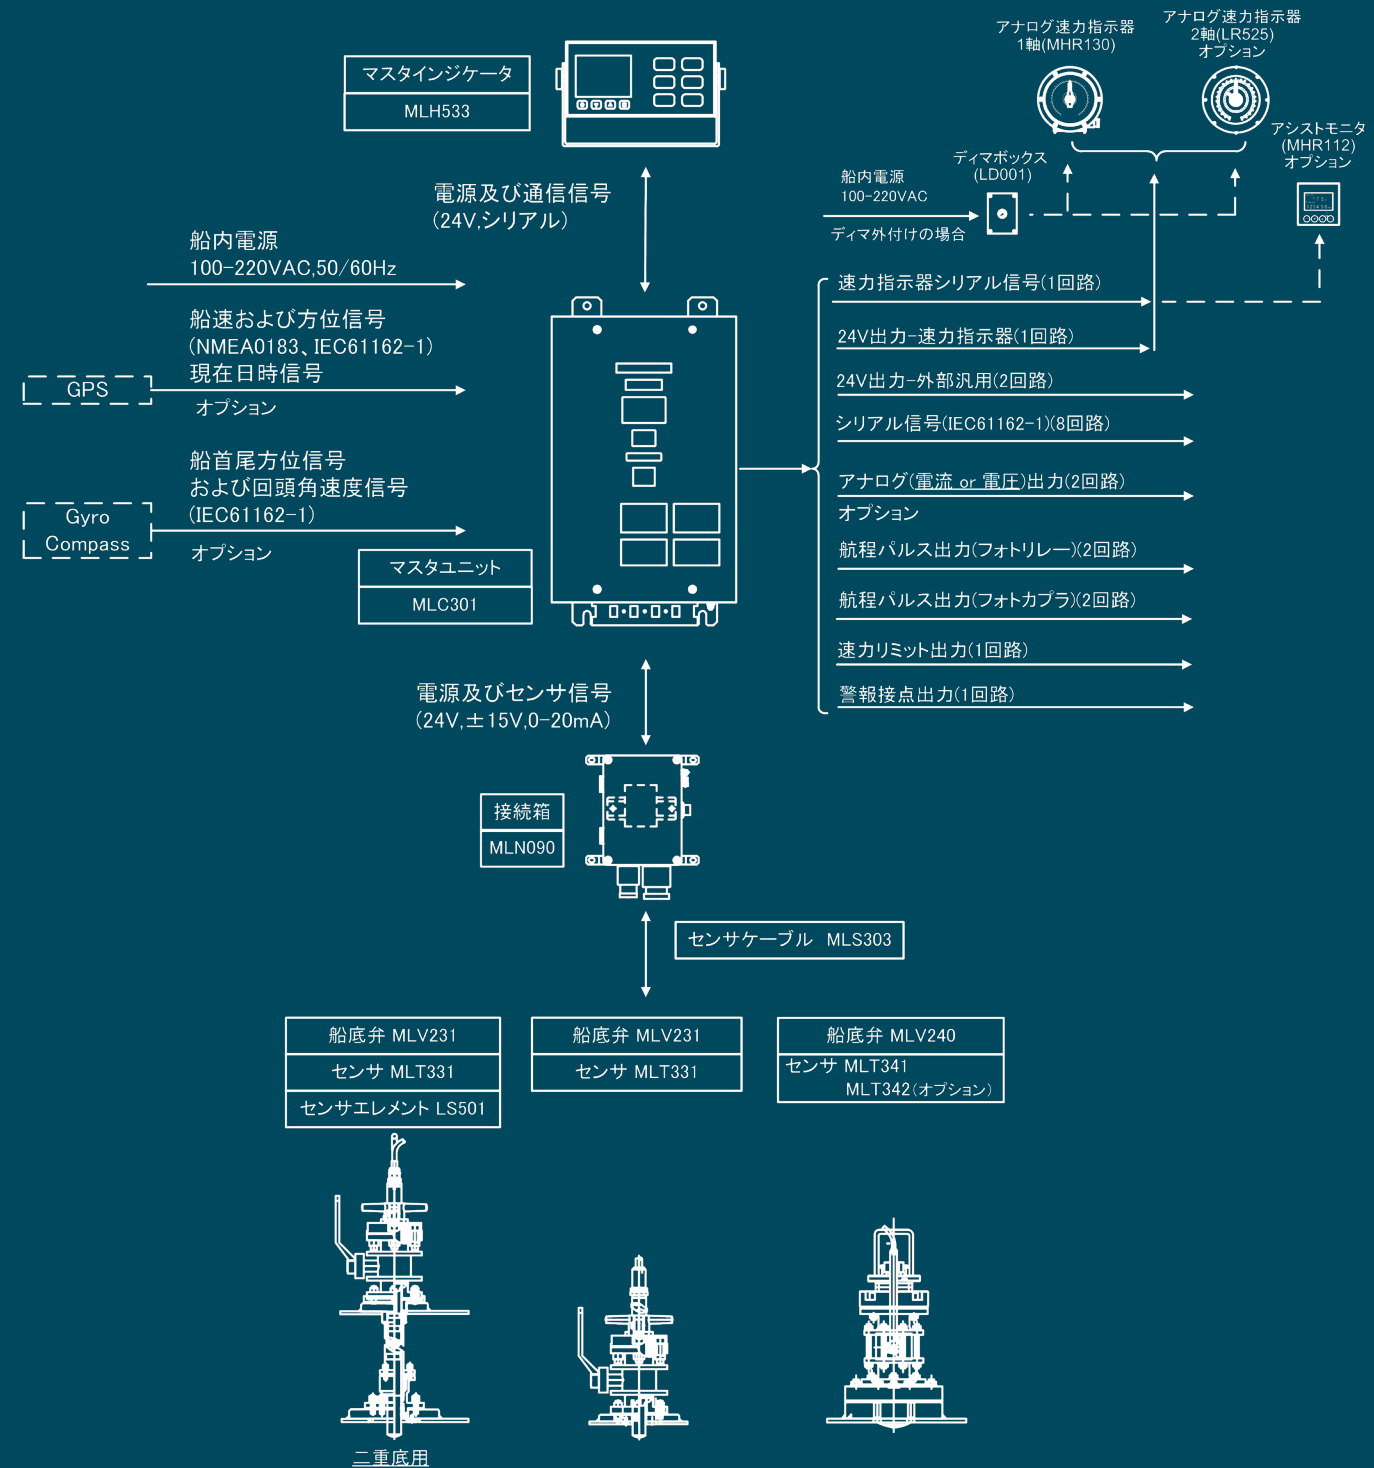 アナログ速力指示器
1軸(MHR130)
アナログ速力指示器
2軸(LR525)
オプション
マスタインジケータ
MLH533
アシストモニタ
(MHR112)
オプション
ディマボックス
(LD001)
船内電源
100-220VAC
ディマ外付けの場合
電源及び通信信号
(24V,シリアル)
船内電源
100-220VAC,50/60Hz
船速および方位信号
(NMEA0183、IEC61162-1)
現在日時信号
オプション
GPS
船首尾方位信号
および回頭角速度信号
(IEC61162-1)
オプション
Gyro
Compass
マスタユニット
MLC301
速力指示器シリアル信号(1回路)
24V出力-速力指示器(1回路)
24V出力-外部汎用(2回路)
シリアル信号(IEC61162-1)(8回路)
アナログ(電流 or 電圧)出力(2回路)
オプション
航程パルス出力(フォトリレー)(2回路)
航程パルス出力(フォトカプラ)(2回路)
速力リミット出力(1回路)
警報接点出力(1回路)
電源及びセンサ信号
(24V,±15V,0-20mA)
接続箱
MLN090
センサケーブル MLS303
船底弁 MLV231
センサ MLT331
センサエレメント LS501
船底弁 MLV231
センサ MLT331
船底弁 MLV240
センサ MLT341
MLT342(オプション)
二重底用